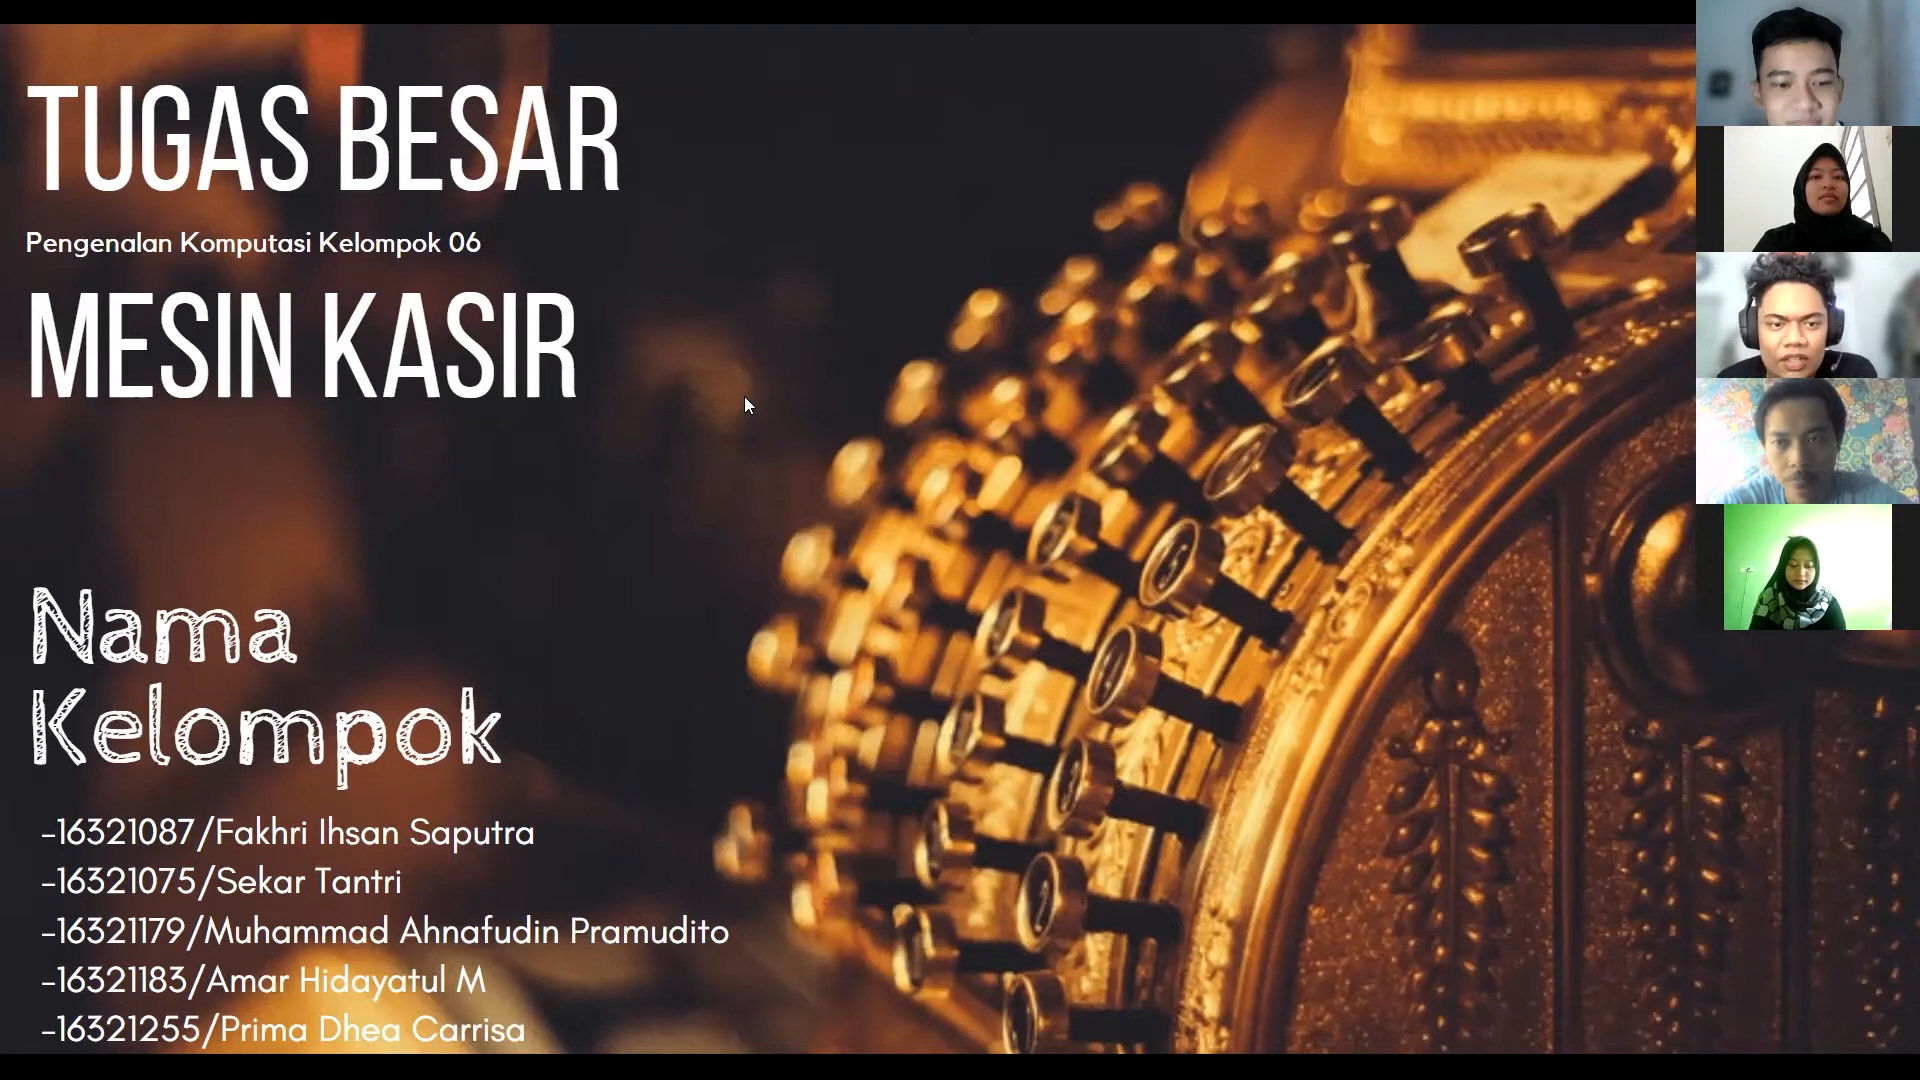 TUGAS BESAR
Pengenalan Komputasi Kelompok 06
MESIN KASIR
Nama
Kelompok
-16321087/Fakhri Ihsan Saputra
-16321075/Sekar Tantri
-16321179/Muhammad Ahnafudin Pramudito
-16321183/Amar Hidayatul M
-16321255/Prima Dhea Carrisa